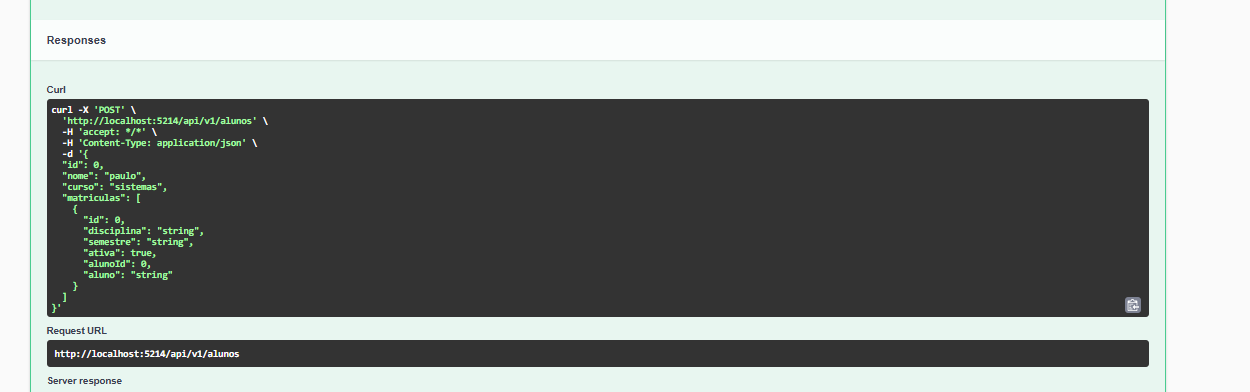 Responses
Curl
curl -X 'POST' \
  'http://localhost:5214/api/v1/alunos' \
  -H 'accept: */*' \
  -H 'Content-Type: application/json' \
  -d '{
  "id": 0,
  "nome": "paulo",
  "curso": "sistemas",
  "matriculas": [
    {
      "id": 0,
      "disciplina": "string",
      "semestre": "string",
      "ativa": true,
      "alunoId": 0,
      "aluno": "string"
    }
  ]
}'
Request URL
http://localhost:5214/api/v1/alunos
Server response